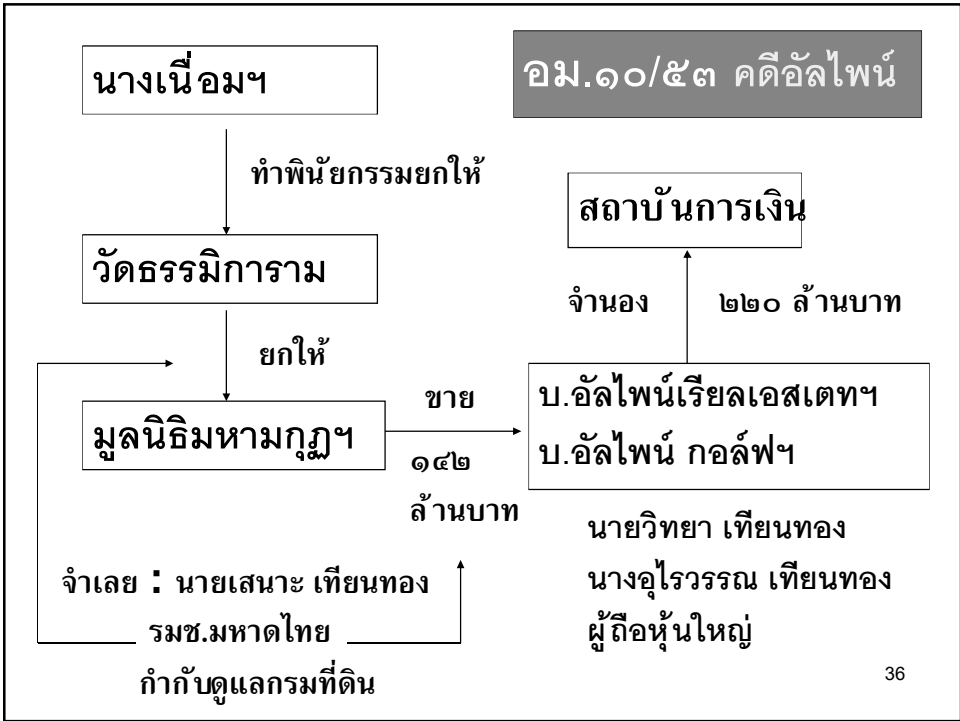 นางเนื่อมฯ
อม.๑๐/๕๓ คดีอัลไพน์
ทำพินัยกรรมยกให้
สถาบันการเงิน
วัดธรรมิการาม
จำนอง ๒๒๐ ล้านบาท
ยกให้
ขาย
บ.อัลไพน์เรียลเอสเตทฯ
บ.อัลไพน์ กอล์ฟฯ
มูลนิธิมหามกุฏฯ
๑๔๒
ล้านบาท
นายวิทยา เทียนทอง
นางอุไรวรรณ เทียนทอง
ผู้ถือหุ้นใหญ่
จำเลย : นายเสนาะ เทียนทอง
รมช.มหาดไทย
กำกับดูแลกรมที่ดิน
36